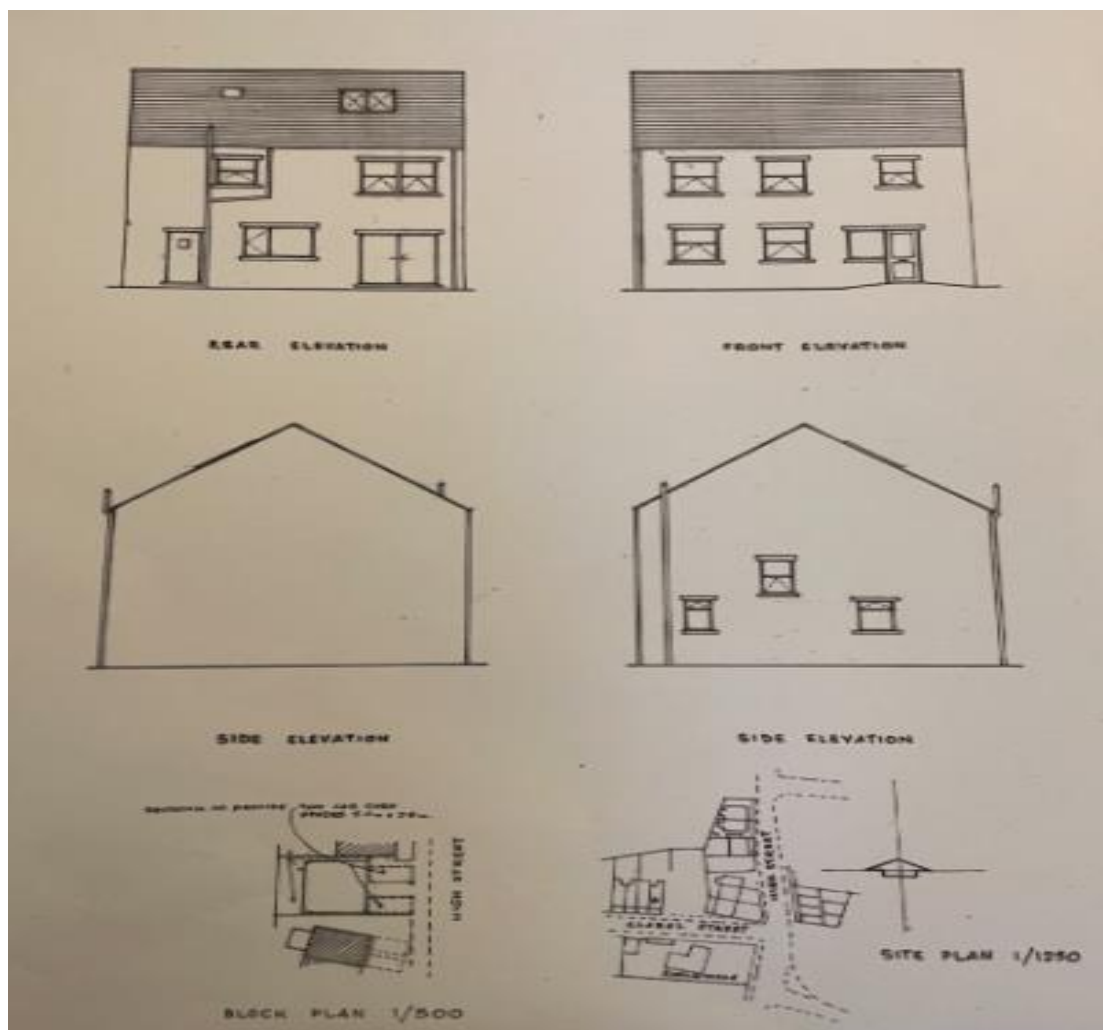 REAR ELEVATION
FRONT ELEVATION
SIDE ELEVATION
SIDE ELEVATION
HIGH STREET
HIGH STREET
STREET
SITE PLAN 1/1250
BLOCK PLAN 1/500